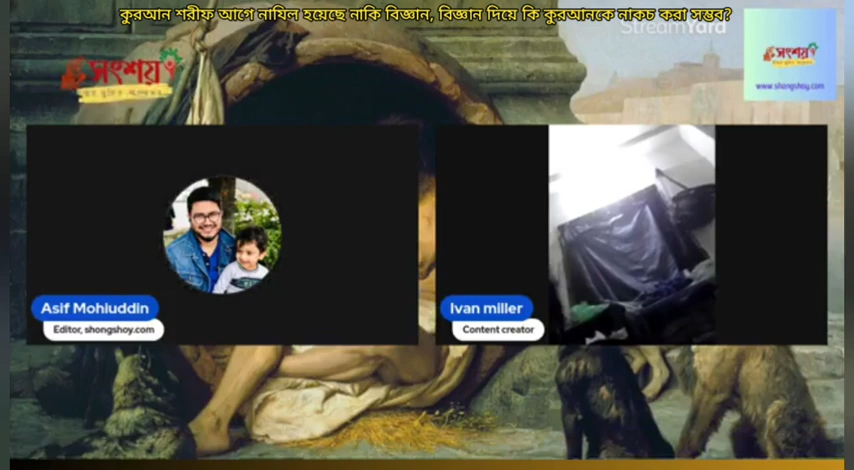 কুরআন শরীফ আগে নাযিল হয়েছে নাকি বিজ্ঞান, বিজ্ঞান দিয়ে কি কুরআনকে নাকচ করা সম্ভব?
StreamYard
সংশয়
সংশয়
www.shongshoy.com
Asif Mohiuddin
Editor, shongshoy.com
Ivan miller
Content creator